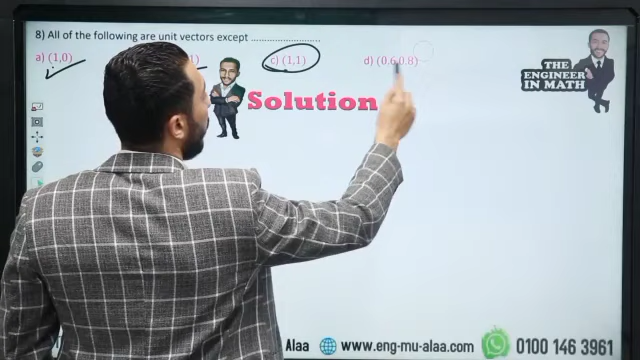 8) All of the following are unit vectors except ..............................
a) (1,0) 1) c) (1,1) d) (0.6,0.8)
Solution
THE
ENGINEER
IN MATH
Alaa www.eng-mu-alaa.com 0100 146 3961